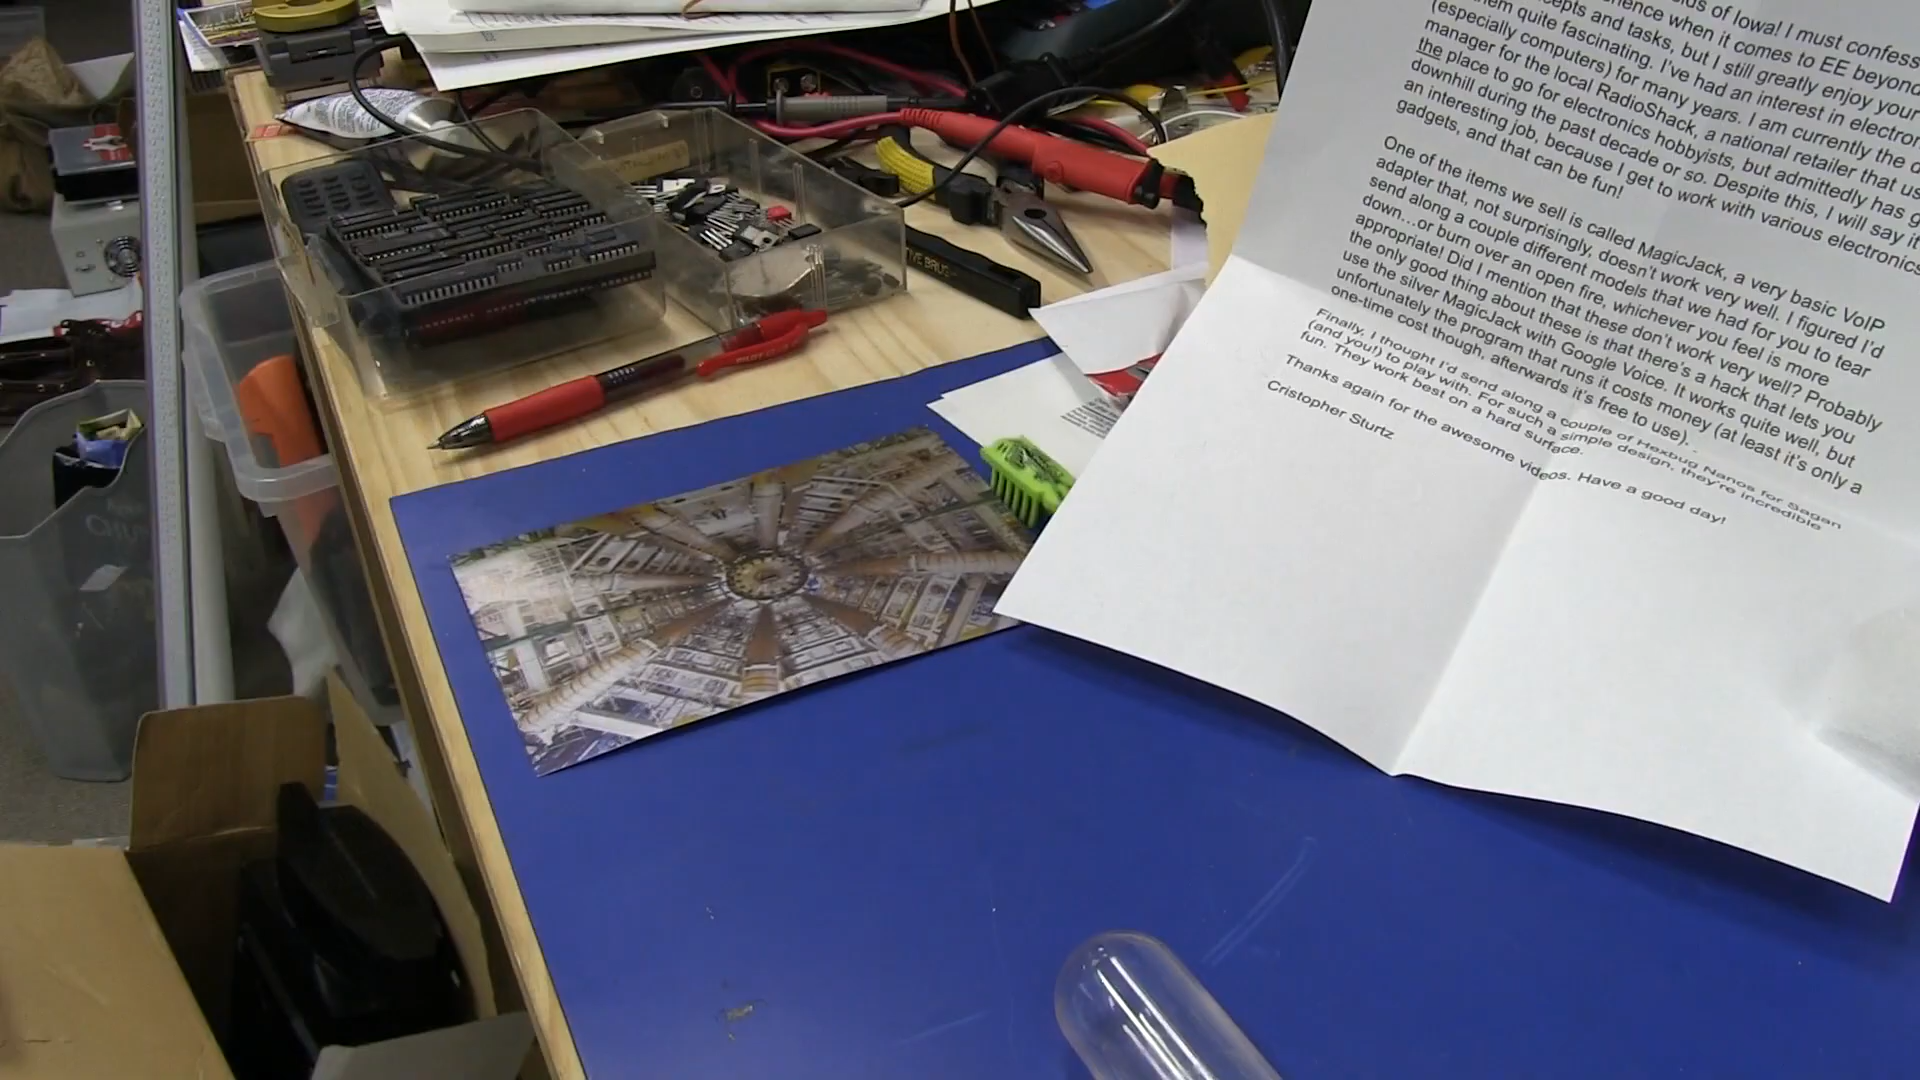 ids of Iowa! I must confess
ence when it comes to EE beyond
cepts and tasks, but I still greatly enjoy your
em quite fascinating. I've had an interest in electron
(especially computers) for many years. I am currently the
manager for the local RadioShack, a national retailer that us
the place to go for electronics hobbyists, but admittedly has g
downhill during the past decade or so. Despite this, I will say it
an interesting job, because I get to work with various electronics
gadgets, and that can be fun!
One of the items we sell is called MagicJack, a very basic VoIP
adapter that, not surprisingly, doesn't work very well. I figured I'd
send along a couple different models that we had for you to tear
down...or burn over an open fire, whichever you feel is more
appropriate! Did I mention that these don't work very well? Probably
the only good thing about these is that there's a hack that lets you
use the silver MagicJack with Google Voice. It works quite well, but
unfortunately the program that runs it costs money (at least it's only a
one-time cost though, afterwards it's free to use).
Finally, I thought I'd send along a couple of Hexbug Nanos for Sagan
(and you!) to play with. For such a simple design, they're incredible
fun. They work best on a hard surface.
Thanks again for the awesome videos. Have a good day!
Cristopher Sturtz